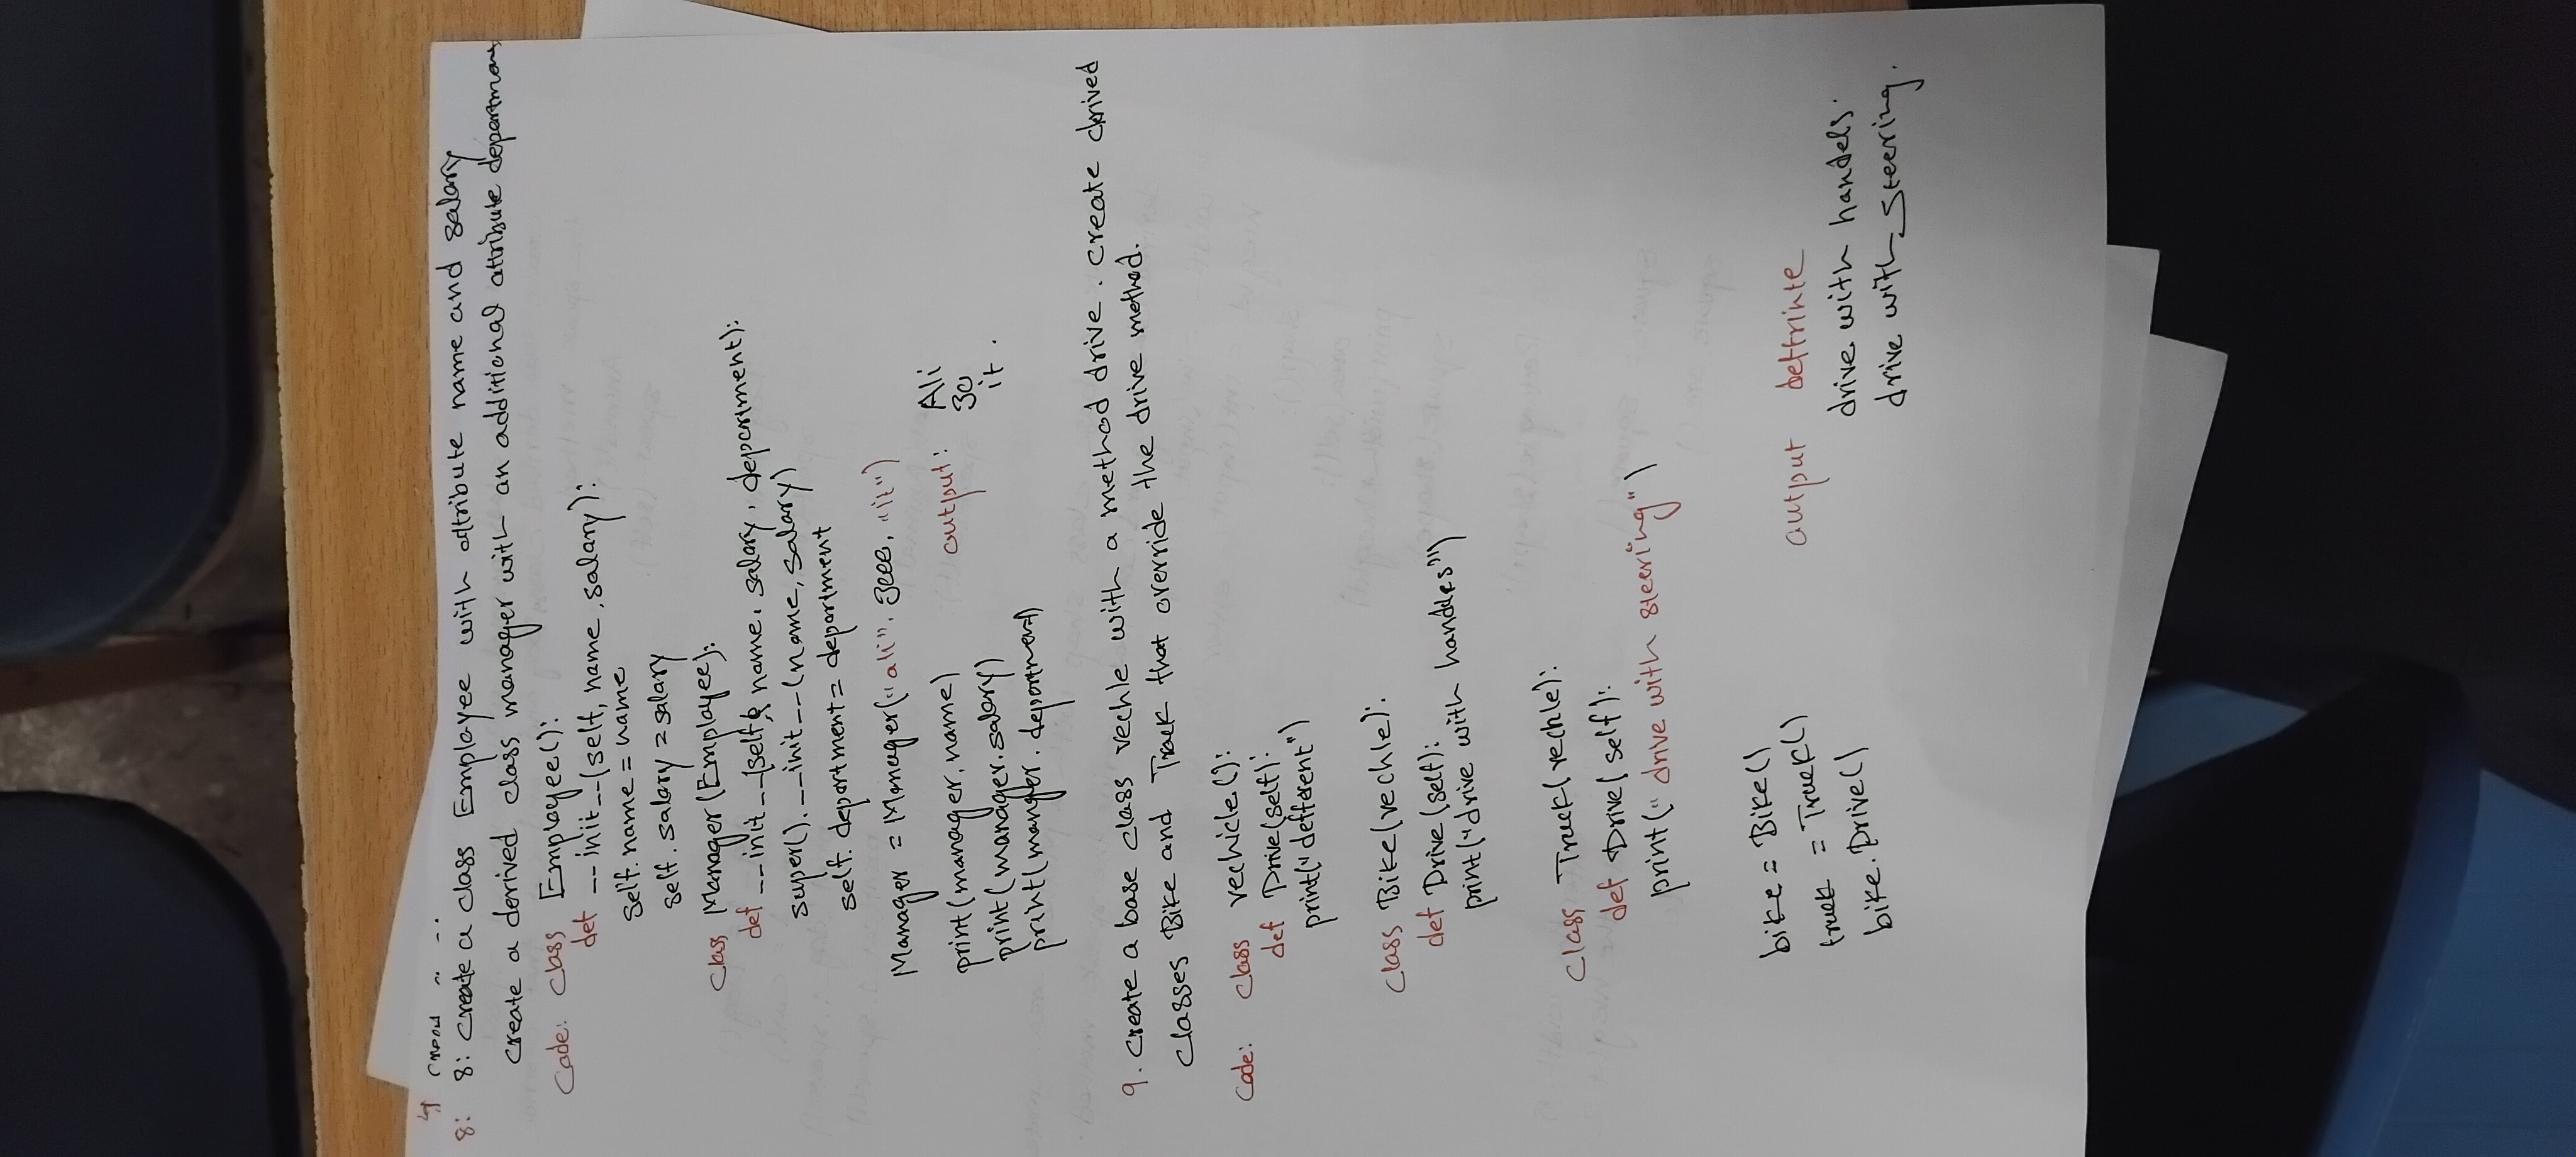 8: 8: create a class Employee with attribute name and salary
create a derived class manager with an additional attribute department
Code: class Employee():
def __init__(self, name, salary):
self.name = name
self.salary = salary
class Manager(Employee):
def __init__(self, name, salary, department):
super().__init__(name, salary)
self.department = department
Manager = Manager("ali", 3000, "it")
print(manager.name)
print(manager.salary)
print(manger.department)
output: Ali
30
it.
9. Create a base class vechle with a method drive. create drived
classes Bike and Track that override the drive method.
Code: class vechicle():
def Drive(self):
print("defferent")
class Bike(vechle):
def Drive(self):
print("drive with handdes")
class Truck(vechle):
def Drive(self):
print("drive with steering")
bike = Bike()
truck = Truck()
bike.Drive()
output deffrinte
drive with handels.
drive with steering.